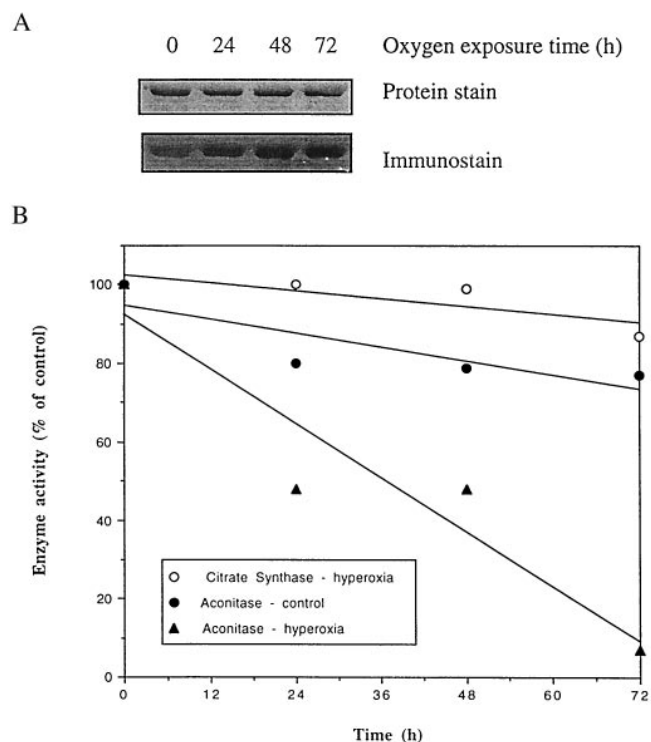 A
0 24 48 72 Oxygen exposure time (h)
Protein stain
Immunostain
B
Enzyme activity (% of control)
100
80
60
40
20
0
Citrate Synthase - hyperoxia
Aconitase - control
Aconitase - hyperoxia
0 12 24 36 48 60 72
Time (h)